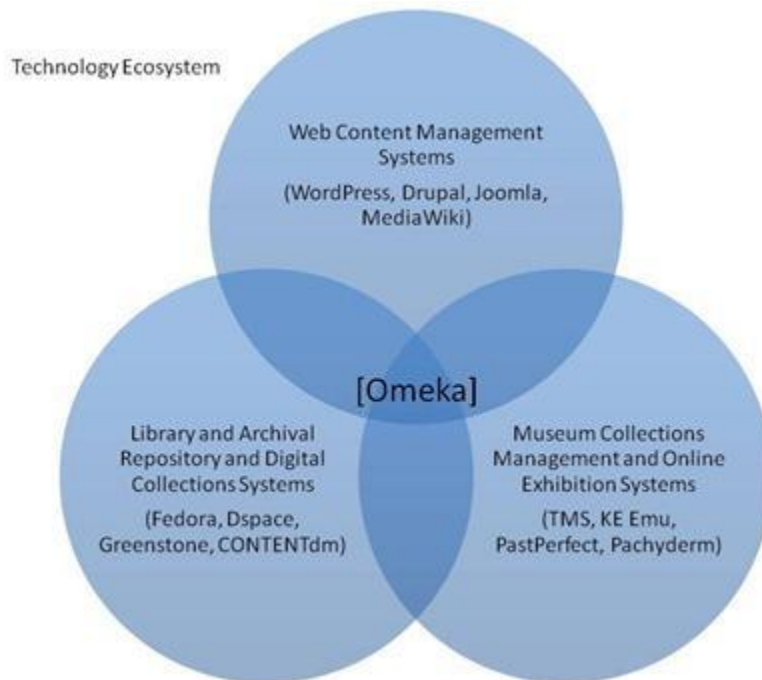 Technology Ecosystem
Web Content Management
Systems
(WordPress, Drupal, Joomla,
MediaWiki)
[Omeka]
Library and Archival
Repository and Digital
Collections Systems
(Fedora, Dspace,
Greenstone, CONTENTdm)
Museum Collections
Management and Online
Exhibition Systems
(TMS, KE Emu,
PastPerfect, Pachyderm)